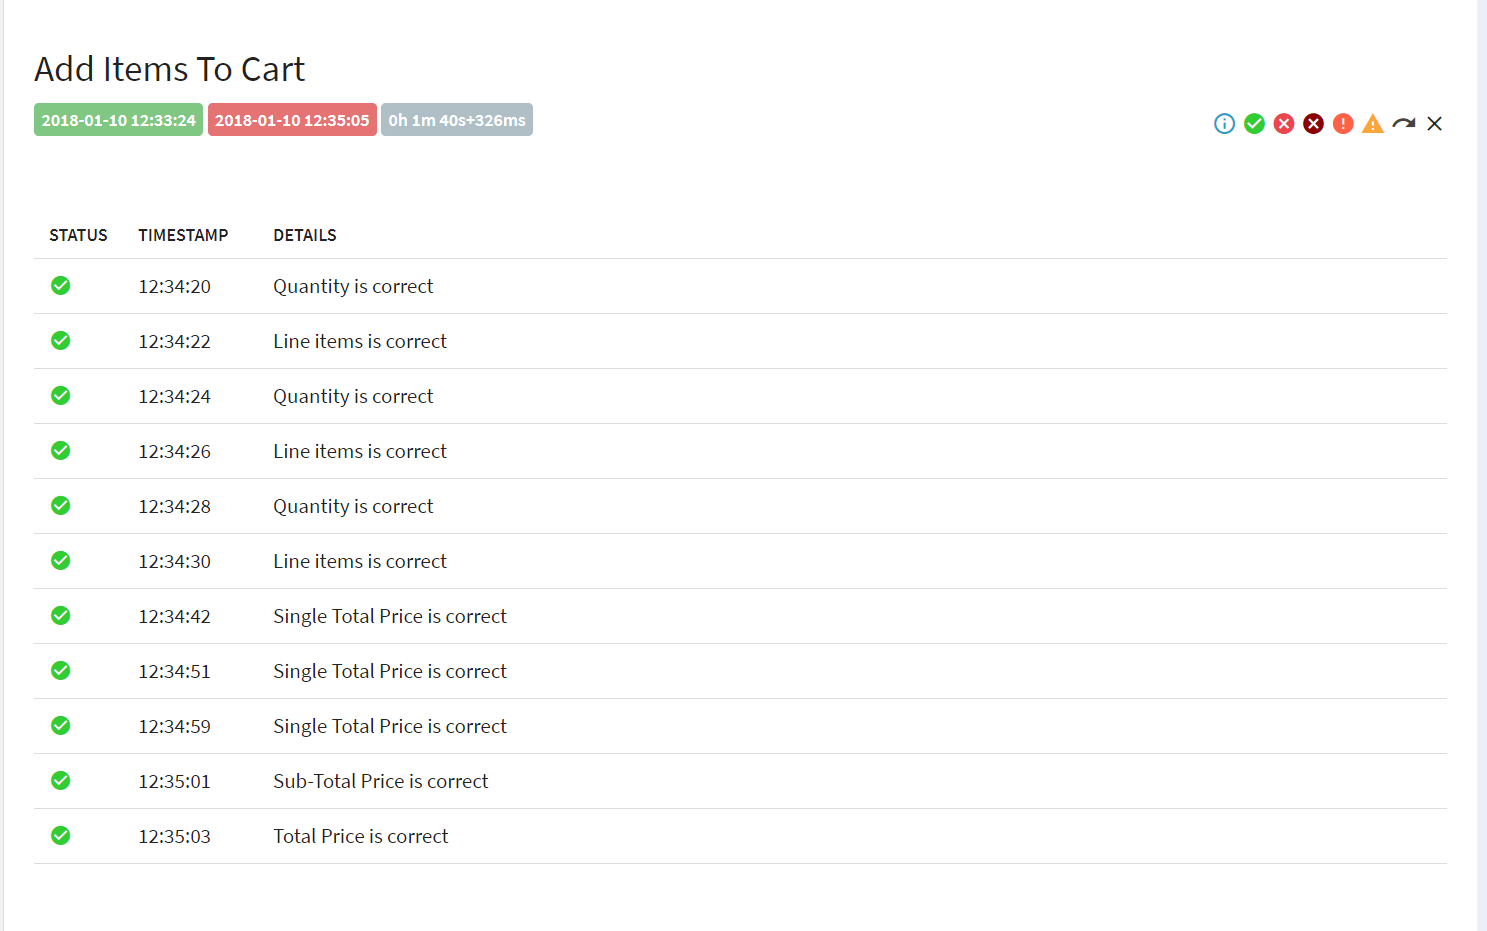 Add Items To Cart
2018-01-10 12:33:24 2018-01-10 12:35:05 0h 1m 40s+326ms
STATUS TIMESTAMP DETAILS
12:34:20 Quantity is correct
12:34:22 Line items is correct
12:34:24 Quantity is correct
12:34:26 Line items is correct
12:34:28 Quantity is correct
12:34:30 Line items is correct
12:34:42 Single Total Price is correct
12:34:51 Single Total Price is correct
12:34:59 Single Total Price is correct
12:35:01 Sub-Total Price is correct
12:35:03 Total Price is correct